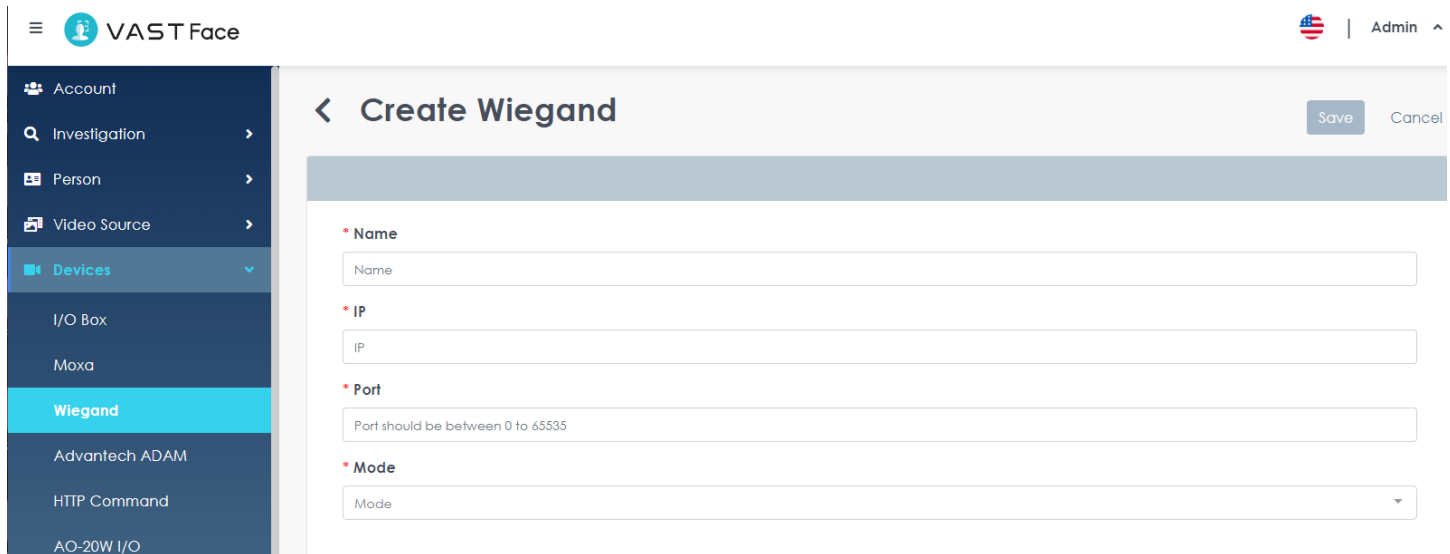 VAST Face
Admin
Account
Investigation
Person
Video Source
Devices
I/O Box
Moxa
Wiegand
Advantech ADAM
HTTP Command
AO-20W I/O
Create Wiegand
Save Cancel
* Name
Name
* IP
IP
* Port
Port should be between 0 to 65535
* Mode
Mode